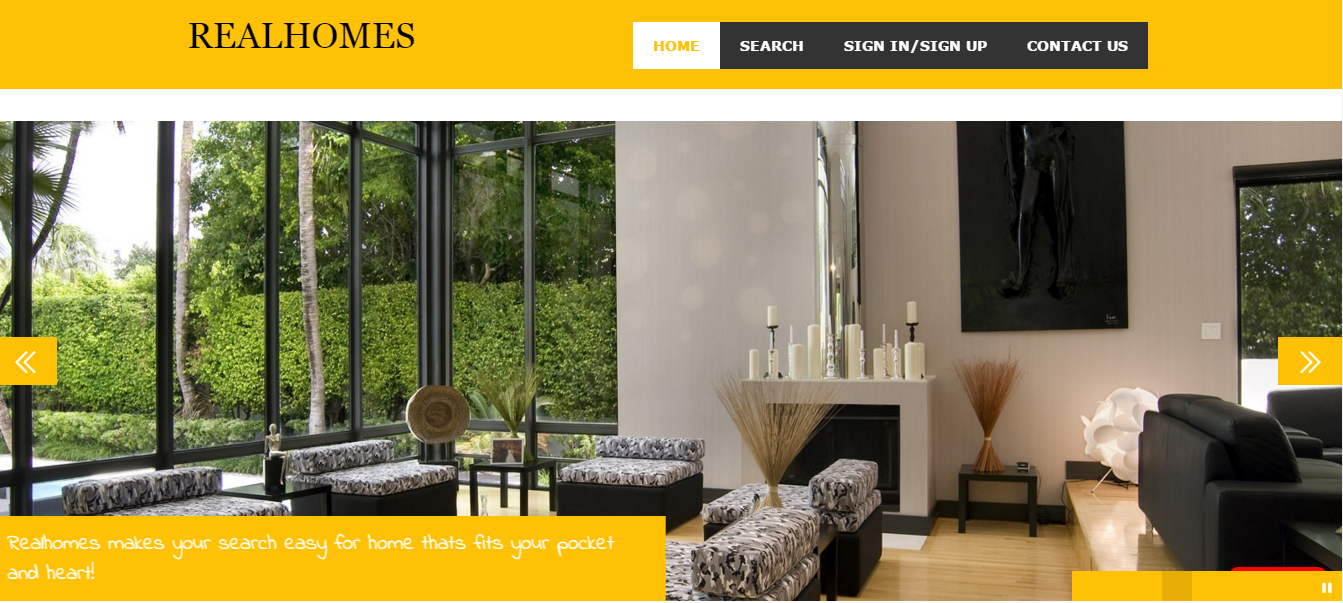 REALHOMES
HOME SEARCH SIGN IN/SIGN UP CONTACT US
Realhomes makes your search easy for home thats fits your pocket
and heart!